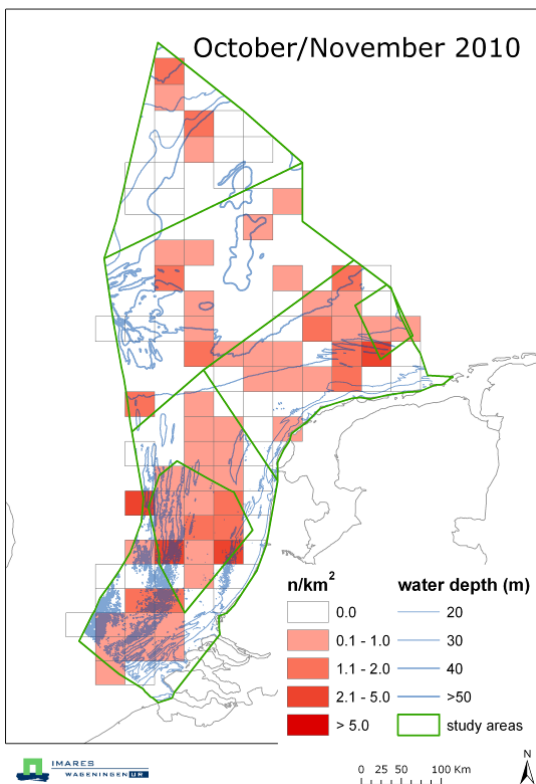 October/November 2010
n/km²
0.0
0.1 - 1.0
1.1 - 2.0
2.1 - 5.0
> 5.0
water depth (m)
20
30
40
>50
study areas
IMARES
WAGENINGEN UR
0 25 50 100 Km
N